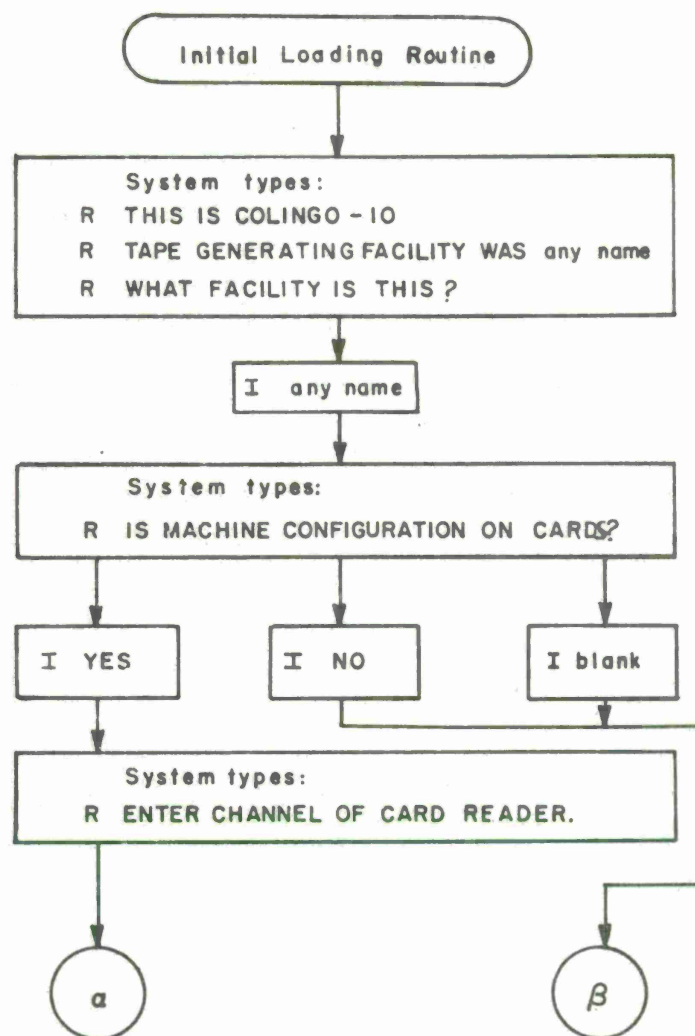 Initial Loading Routine
System types:
R THIS IS COLINGO-10
R TAPE GENERATING FACILITY WAS any name
R WHAT FACILITY IS THIS?
I any name
System types:
R IS MACHINE CONFIGURATION ON CARDS?
I YES
I NO
I blank
System types:
R ENTER CHANNEL OF CARD READER.
α
β